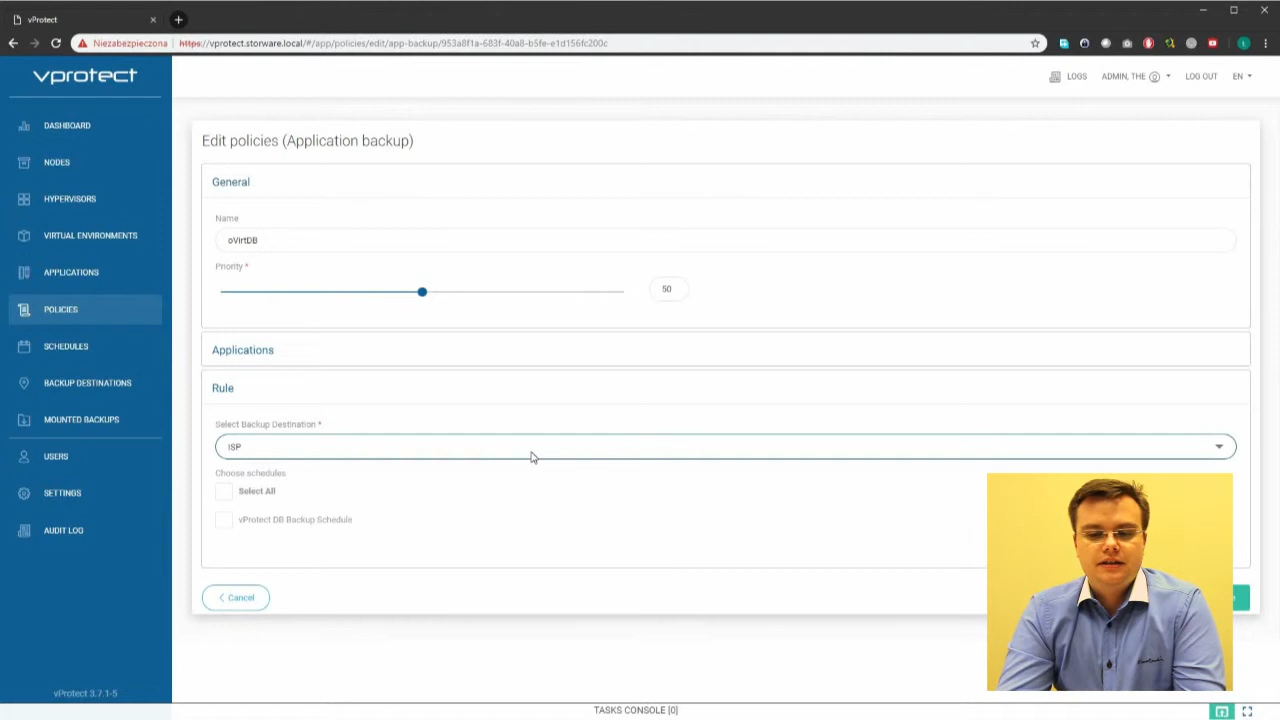 vProtect
Niezabezpieczona https://vprotect.storware.local/#/app/policies/edit/app-backup/953a8f1a-683f-40a8-b5fe-e1d156fc200c
vprotect
LOGS ADMIN, THE LOG OUT EN
DASHBOARD
NODES
HYPERVISORS
VIRTUAL ENVIRONMENTS
APPLICATIONS
POLICIES
SCHEDULES
BACKUP DESTINATIONS
MOUNTED BACKUPS
USERS
SETTINGS
AUDIT LOG
vProtect 3.7.1-5
Edit policies (Application backup)
General
Name
oVirtDB
Priority *
50
Applications
Rule
Select Backup Destination *
ISP
Choose schedules
Select All
vProtect DB Backup Schedule
Cancel
TASKS CONSOLE [0]